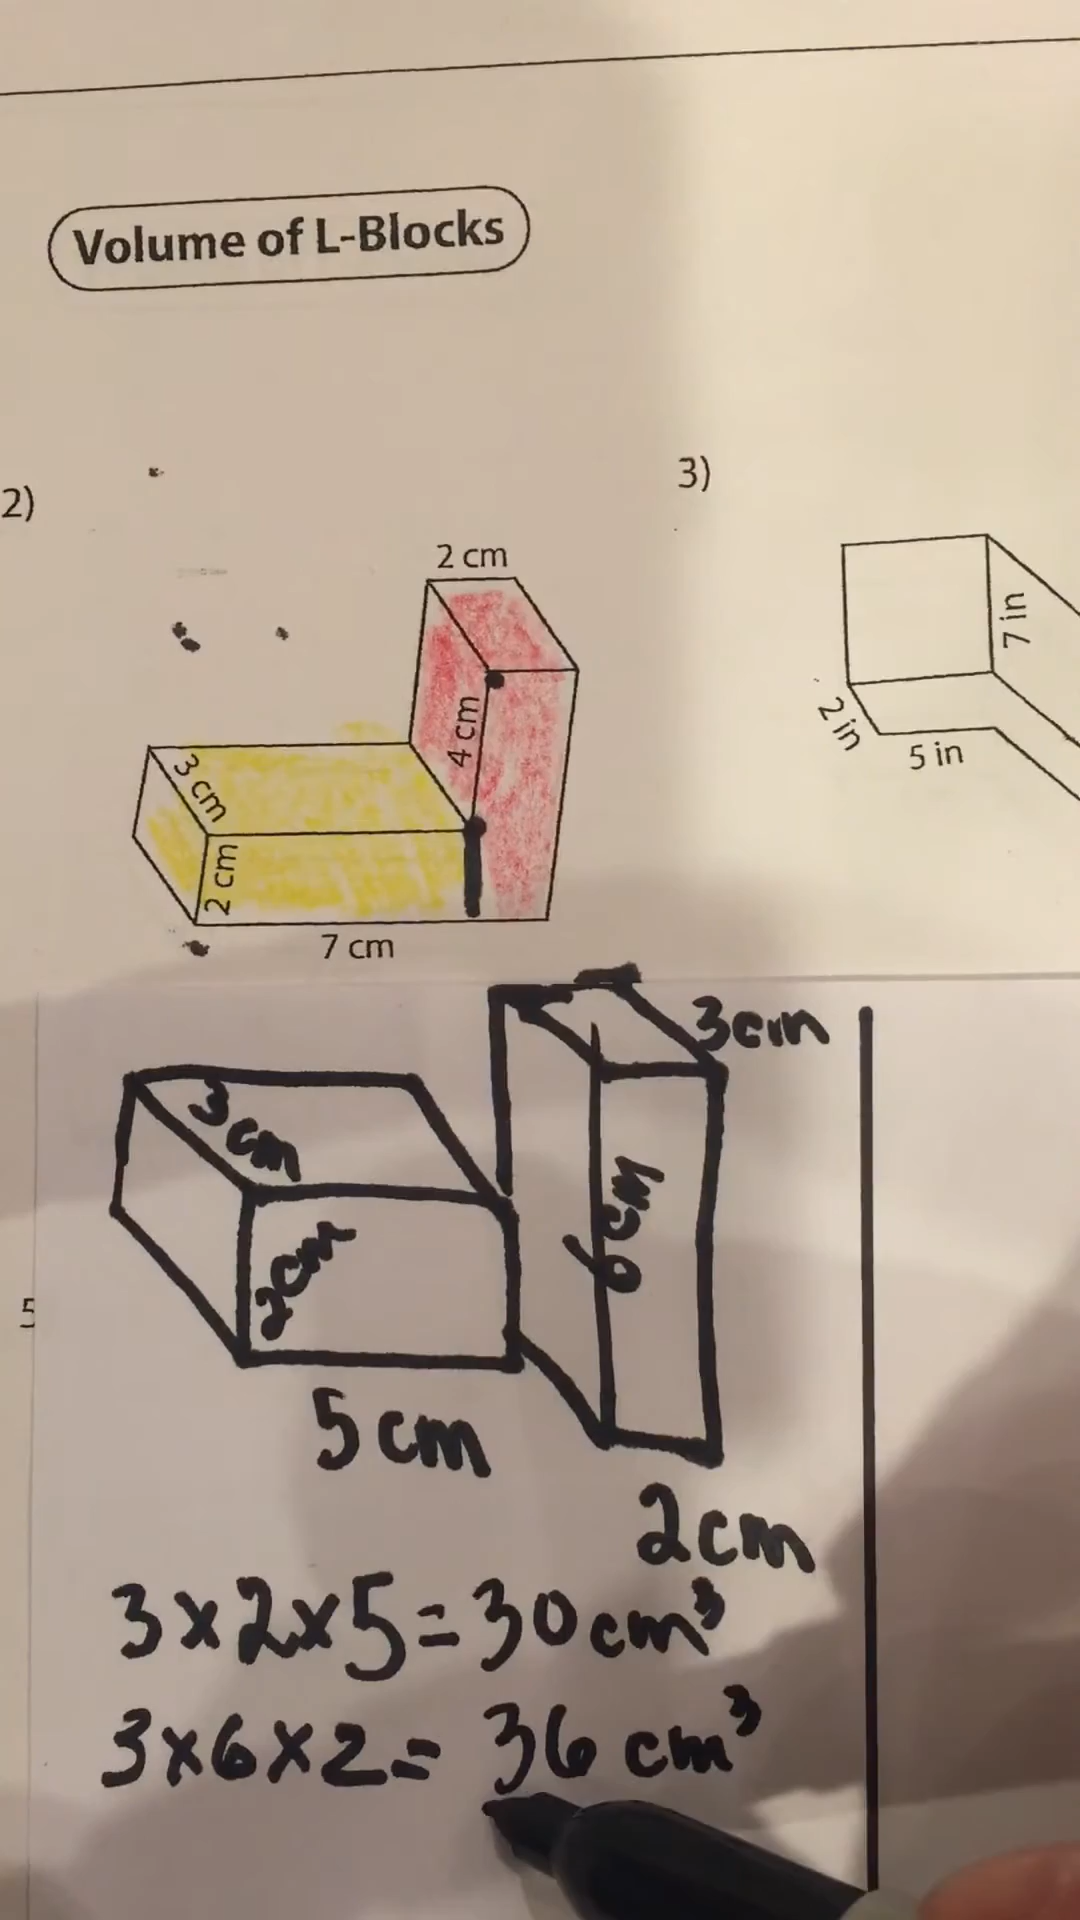 Volume of L-Blocks
2)
3)
2 cm
4 cm
3 cm
2 cm
7 cm
7 in
2 in
5 in
3cm
3cm
2cm
6cm
5
5cm
2cm
3x2x5=30cm³
3x6x2= 36 cm³